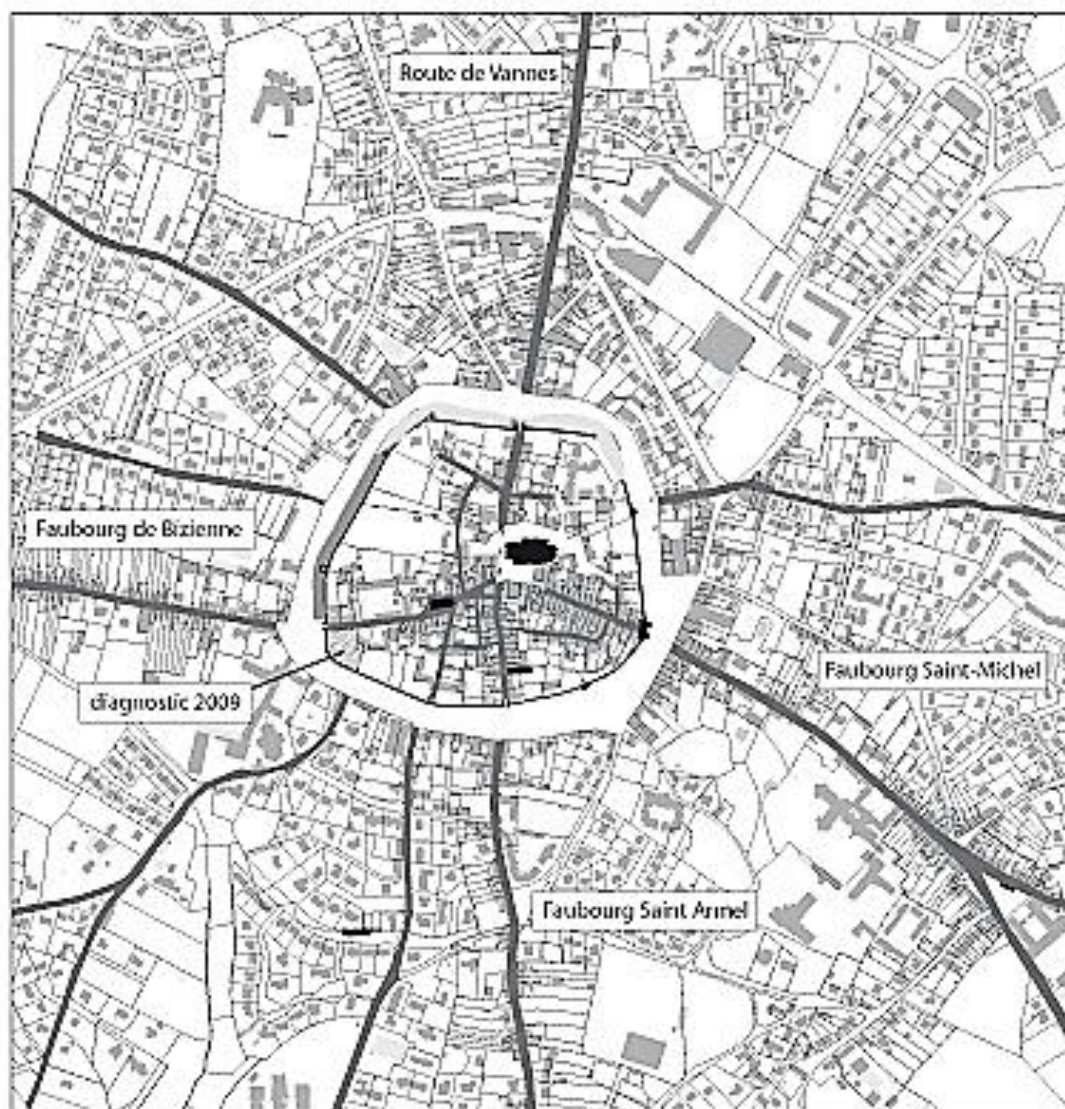 Route de Vannes
Faubourg de Bizienne
Faubourg Saint-Michel
diagnostic 2009
Faubourg Saint Armel